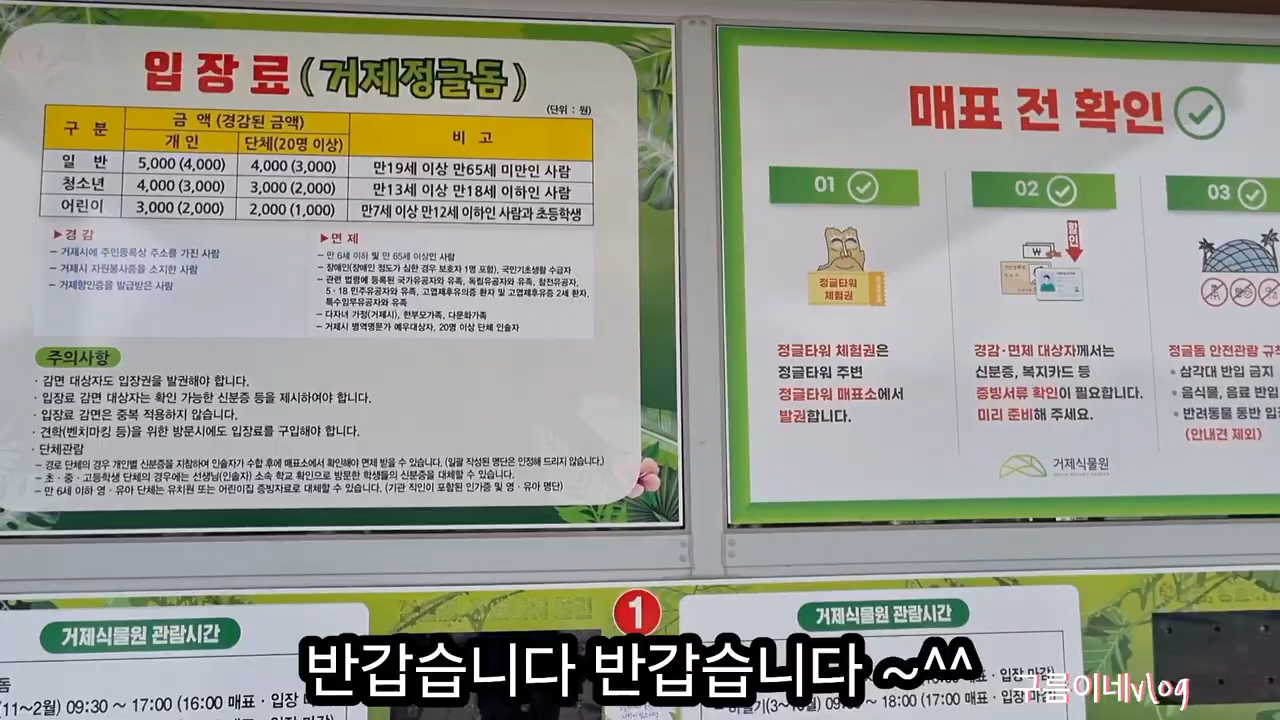 입장료 (거제정글돔)
(단위 : 원)
구 분 금 액 (경감된 금액) 비 고
개 인 단체(20명 이상)
일 반 5,000 (4,000) 4,000 (3,000) 만19세 이상 만65세 미만인 사람
청소년 4,000 (3,000) 3,000 (2,000) 만13세 이상 만18세 이하인 사람
어린이 3,000 (2,000) 2,000 (1,000) 만7세 이상 만12세 이하인 사람과 초등학생
▶경 감
– 거제시에 주민등록상 주소를 가진 사람
– 거제시 자원봉사증을 소지한 사람
– 거제향인증을 발급받은 사람
▶면 제
– 만 6세 이하 및 만 65세 이상인 사람
– 장애인(장애인 정도가 심한 경우 보호자 1명 포함), 국민기초생활 수급자
– 관련 법령에 등록된 국가유공자와 유족, 독립유공자와 유족, 참전유공자,
5·18 민주유공자와 유족, 고엽제후유의증 환자 및 고엽제후유증 2세 환자,
특수임무유공자와 유족
– 다자녀 가정(거제시), 한부모가족, 다문화가족
– 거제시 병역명문가 예우대상자, 20명 이상 단체 인솔자
주의사항
· 감면 대상자도 입장권을 발권해야 합니다.
· 입장료 감면 대상자는 확인 가능한 신분증 등을 제시하여야 합니다.
· 입장료 감면은 중복 적용하지 않습니다.
· 견학(벤치마킹 등)을 위한 방문시에도 입장료를 구입해야 합니다.
· 단체관람
– 경로 단체의 경우 개인별 신분증을 지참하여 인솔자가 수합 후에 매표소에서 확인해야 면제 받을 수 있습니다. (일괄 작성된 명단은 인정해 드리지 않습니다.)
– 초·중·고등학생 단체의 경우에는 선생님(인솔자) 소속 학교 확인으로 방문한 학생들의 신분증을 대체할 수 있습니다.
– 만 6세 이하 영·유아 단체는 유치원 또는 어린이집 증빙자료로 대체할 수 있습니다. (기관 직인이 포함된 인가증 및 영·유아 명단)
매표 전 확인
01
정글타워
체험권
정글타워 체험권은
정글타워 주변
정글타워 매표소에서
발권합니다.
02
할인
경감·면제 대상자께서는
신분증, 복지카드 등
증빙서류 확인이 필요합니다.
미리 준비해 주세요.
03
정글돔 안전관람 규칙
• 삼각대 반입 금지
• 음식물, 음료 반입
• 반려동물 동반 입
(안내견 제외)
거제식물원
1
거제식물원 관람시간
돔
(11~2월) 09:30 ~ 17:00 (16:00 매표 · 입장
거제식물원 관람시간
매표 · 입장 마감)
(3~10월) 09: ~ 18:00 (17:00 매표 · 입장
반갑습니다 반갑습니다 ~^^
구름이네vlog